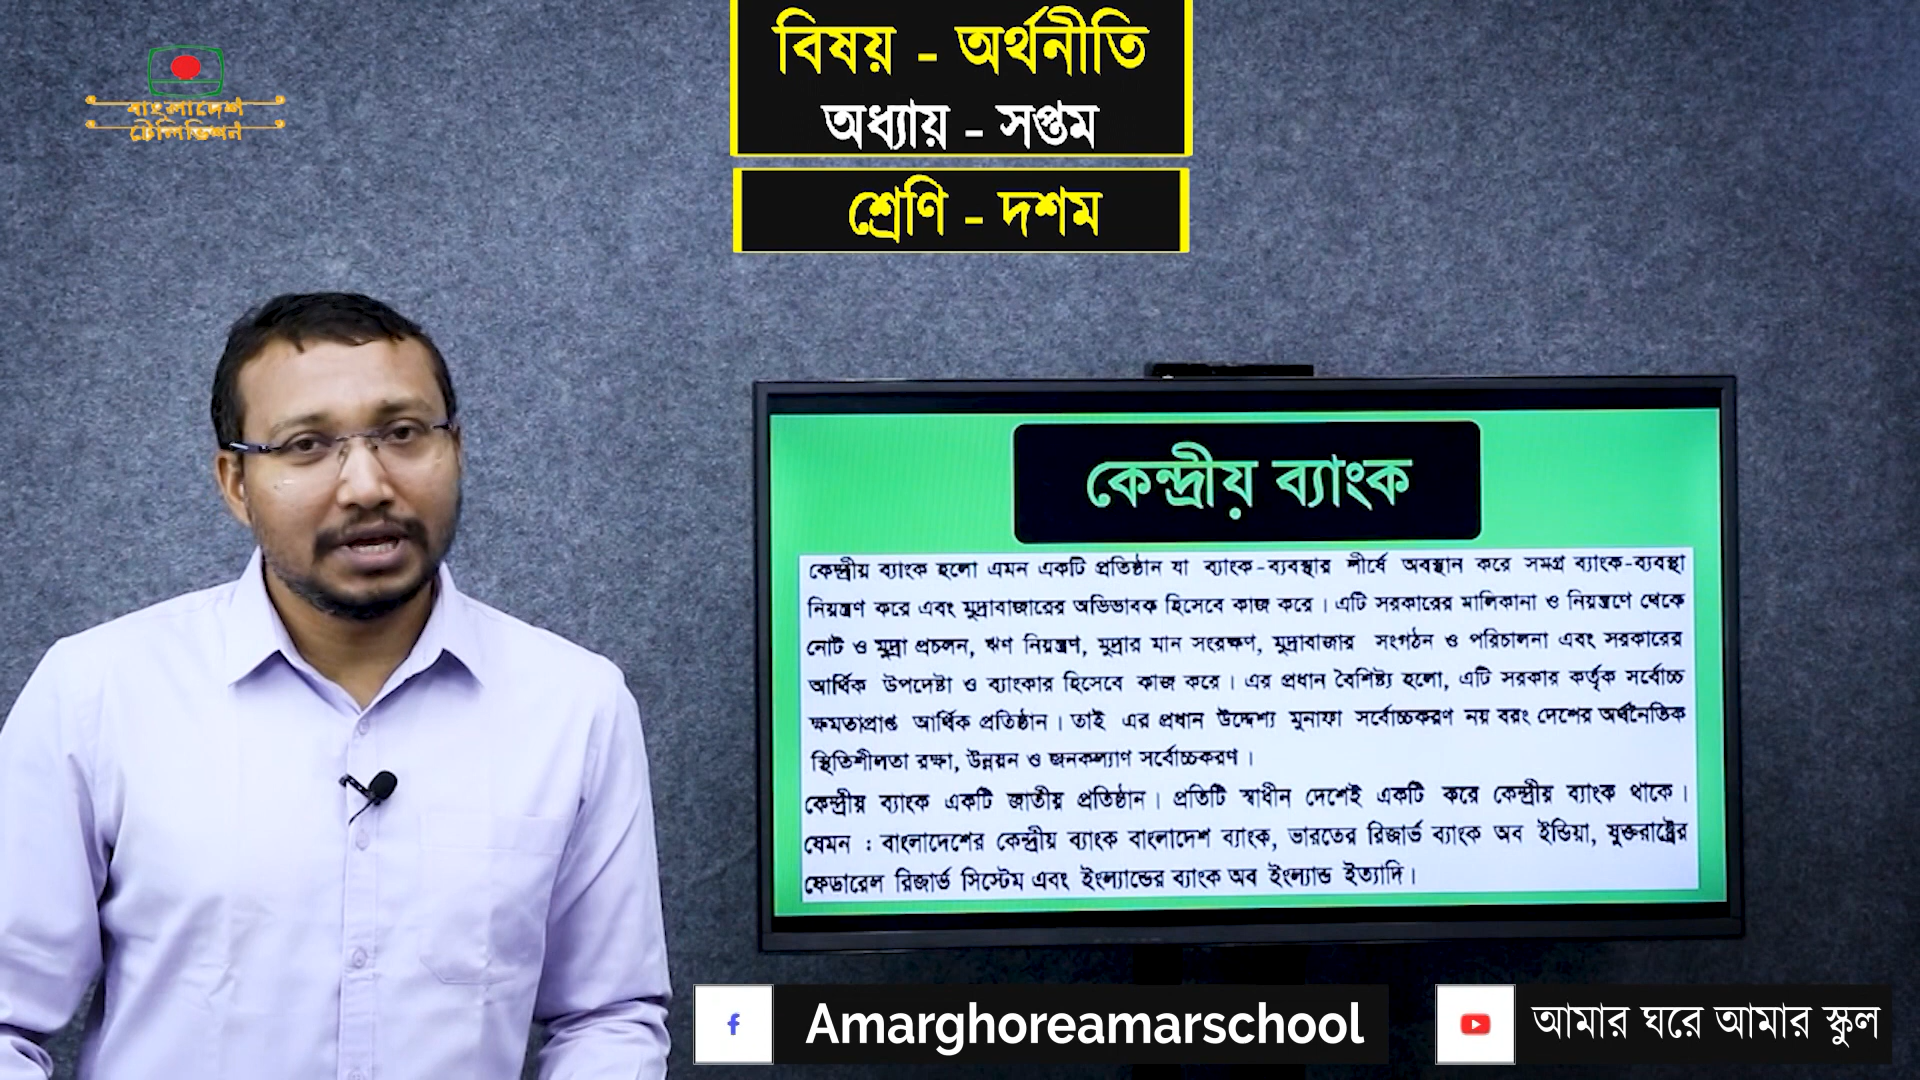 বাংলাদেশ
টেলিভিশন
বিষয় - অর্থনীতি
অধ্যায় - সপ্তম
শ্রেণি - দশম
কেন্দ্রীয় ব্যাংক
কেন্দ্রীয় ব্যাংক হলো এমন একটি প্রতিষ্ঠান যা ব্যাংক-ব্যবস্থার শীর্ষে অবস্থান করে সমগ্র ব্যাংক-ব্যবস্থা
নিয়ন্ত্রণ করে এবং মুদ্রাবাজারের অভিভাবক হিসেবে কাজ করে । এটি সরকারের মালিকানা ও নিয়ন্ত্রণে থেকে
নোট ও মুদ্রা প্রচলন, ঋণ নিয়ন্ত্রণ, মুদ্রার মান সংরক্ষণ, মুদ্রাবাজার সংগঠন ও পরিচালনা এবং সরকারের
আর্থিক উপদেষ্টা ও ব্যাংকার হিসেবে কাজ করে । এর প্রধান বৈশিষ্ট্য হলো, এটি সরকার কর্তৃক সর্বোচ্চ
ক্ষমতাপ্রাপ্ত আর্থিক প্রতিষ্ঠান । তাই এর প্রধান উদ্দেশ্য মুনাফা সর্বোচ্চকরণ নয় বরং দেশের অর্থনৈতিক
স্থিতিশীলতা রক্ষা, উন্নয়ন ও জনকল্যাণ সর্বোচ্চকরণ ।
কেন্দ্রীয় ব্যাংক একটি জাতীয় প্রতিষ্ঠান । প্রতিটি স্বাধীন দেশেই একটি করে কেন্দ্রীয় ব্যাংক থাকে ।
যেমন : বাংলাদেশের কেন্দ্রীয় ব্যাংক বাংলাদেশ ব্যাংক, ভারতের রিজার্ভ ব্যাংক অব ইন্ডিয়া, যুক্তরাষ্ট্রের
ফেডারেল রিজার্ভ সিস্টেম এবং ইংল্যান্ডের ব্যাংক অব ইংল্যান্ড ইত্যাদি ।
Amarghoreamarschool
আমার ঘরে আমার স্কুল